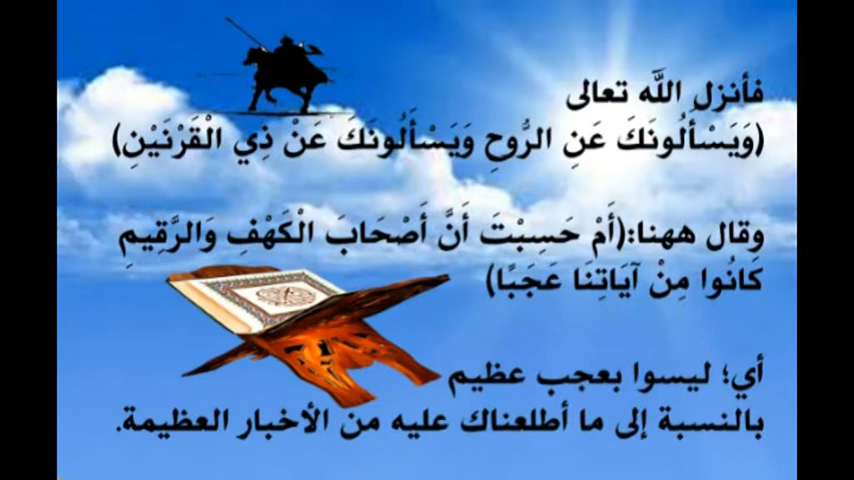 فأنزل اللَّه تعالى
(وَيَسْأَلُونَكَ عَنِ الرُّوحِ وَيَسْأَلُونَكَ عَنْ ذِي الْقَرْنَيْنِ)
وقال ههنا:(أَمْ حَسِبْتَ أَنَّ أَصْحَابَ الْكَهْفِ وَالرَّقِيمِ
كَانُوا مِنْ آيَاتِنَا عَجَبًا)
أي؛ ليسوا بعجب عظيم
بالنسبة إلى ما أطلعناك عليه من الأخبار العظيمة.